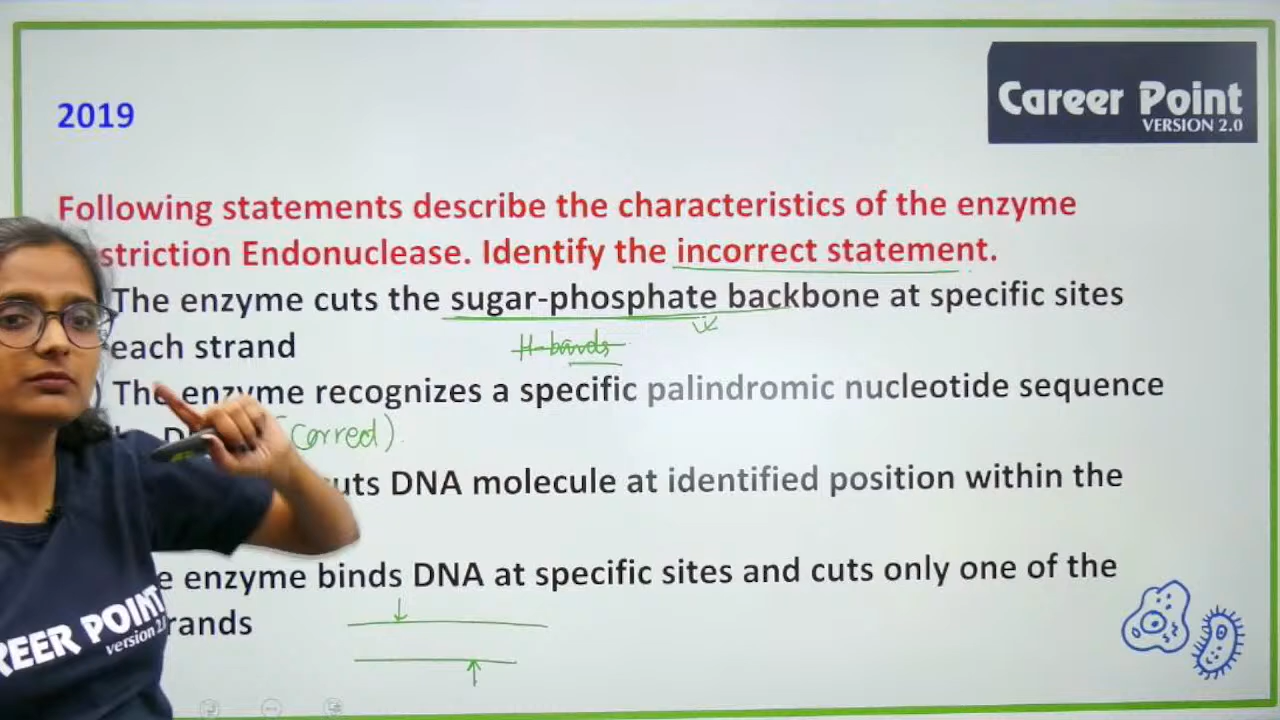 Career Point
VERSION 2.0
2019
Following statements describe the characteristics of the enzyme
striction Endonuclease. Identify the incorrect statement.
The enzyme cuts the sugar-phosphate backbone at specific sites
each strand
H-bands
) The enzyme recognizes a specific palindromic nucleotide sequence
(corred).
uts DNA molecule at identified position within the
e enzyme binds DNA at specific sites and cuts only one of the
rands
REER POINT
version 2.0